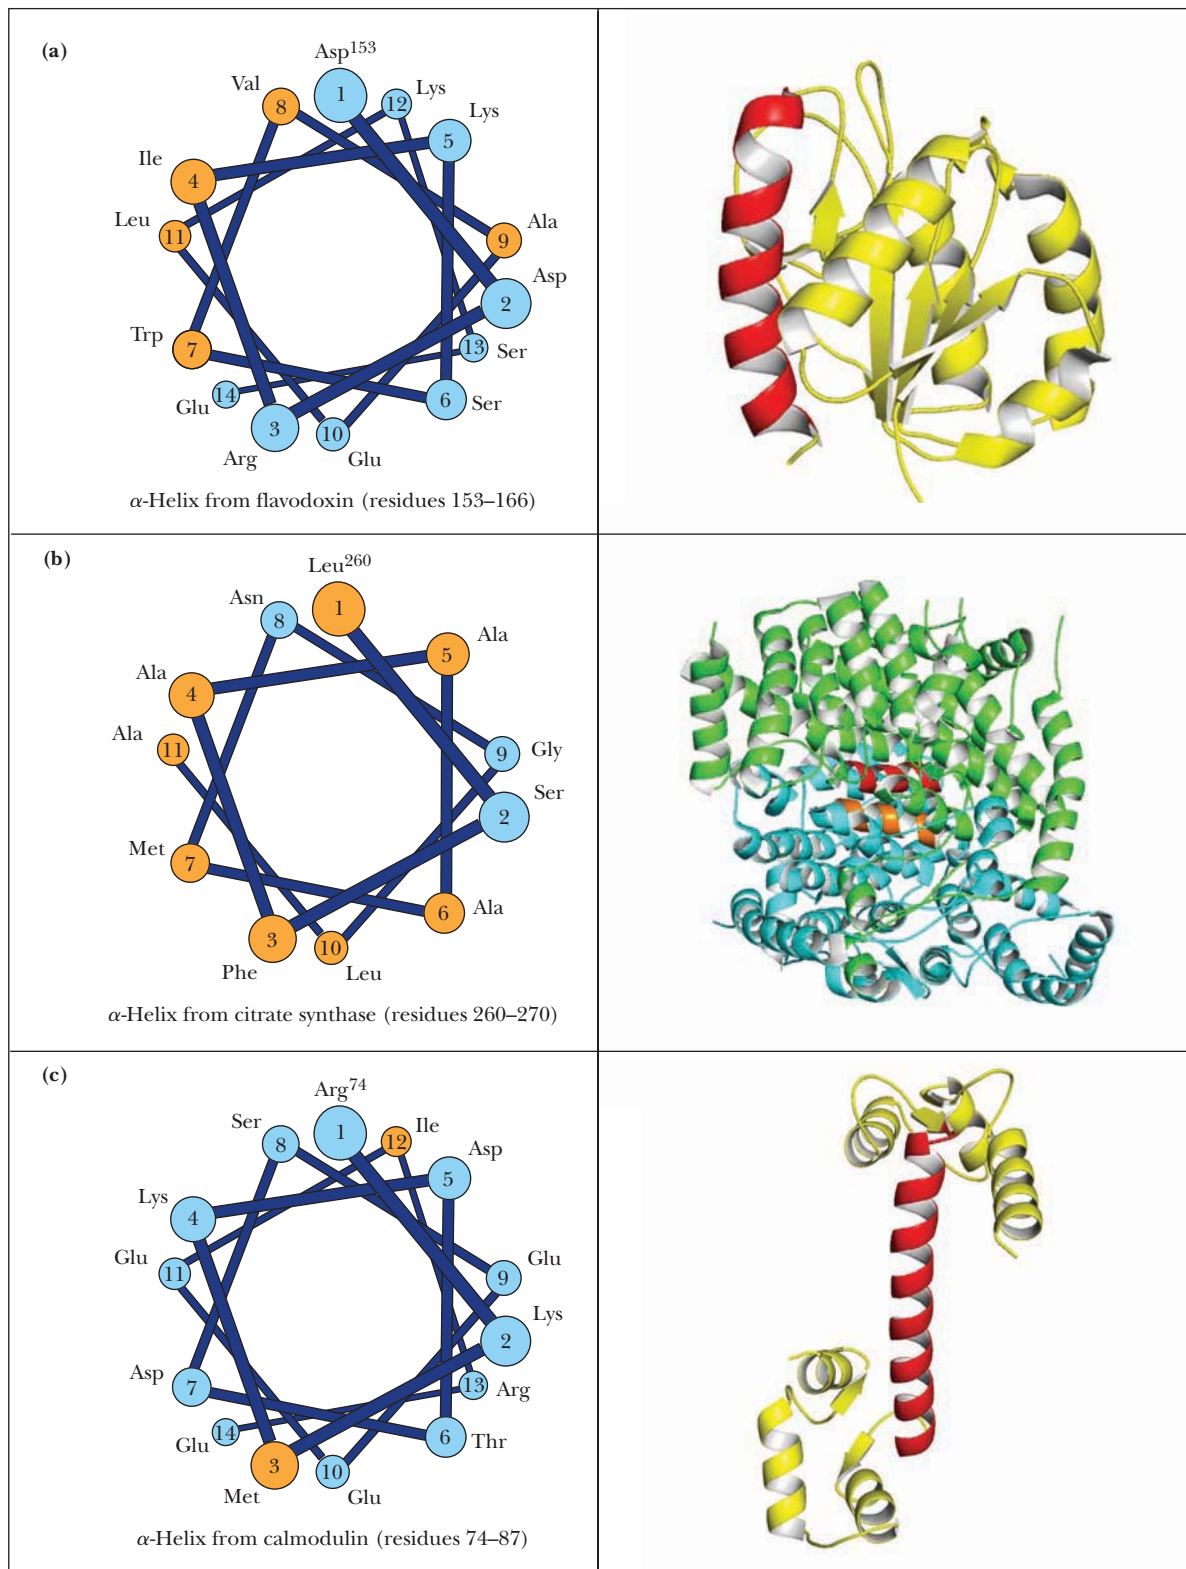 (a)
Asp153
1
Val
8
12
Lys
5
Lys
Ile
4
Leu
11
9
Ala
2
Asp
Trp
7
13
Ser
14
Glu
6
Ser
3
Arg
10
Glu
α-Helix from flavodoxin (residues 153–166)
(b)
Leu260
1
Asn
8
5
Ala
Ala
4
Ala
11
9
Gly
2
Ser
Met
7
6
Ala
3
Phe
10
Leu
α-Helix from citrate synthase (residues 260–270)
(c)
Arg74
1
Ser
8
12
Ile
5
Asp
Lys
4
Glu
11
9
Glu
2
Lys
Asp
7
13
Arg
14
Glu
6
Thr
3
Met
10
Glu
α-Helix from calmodulin (residues 74–87)